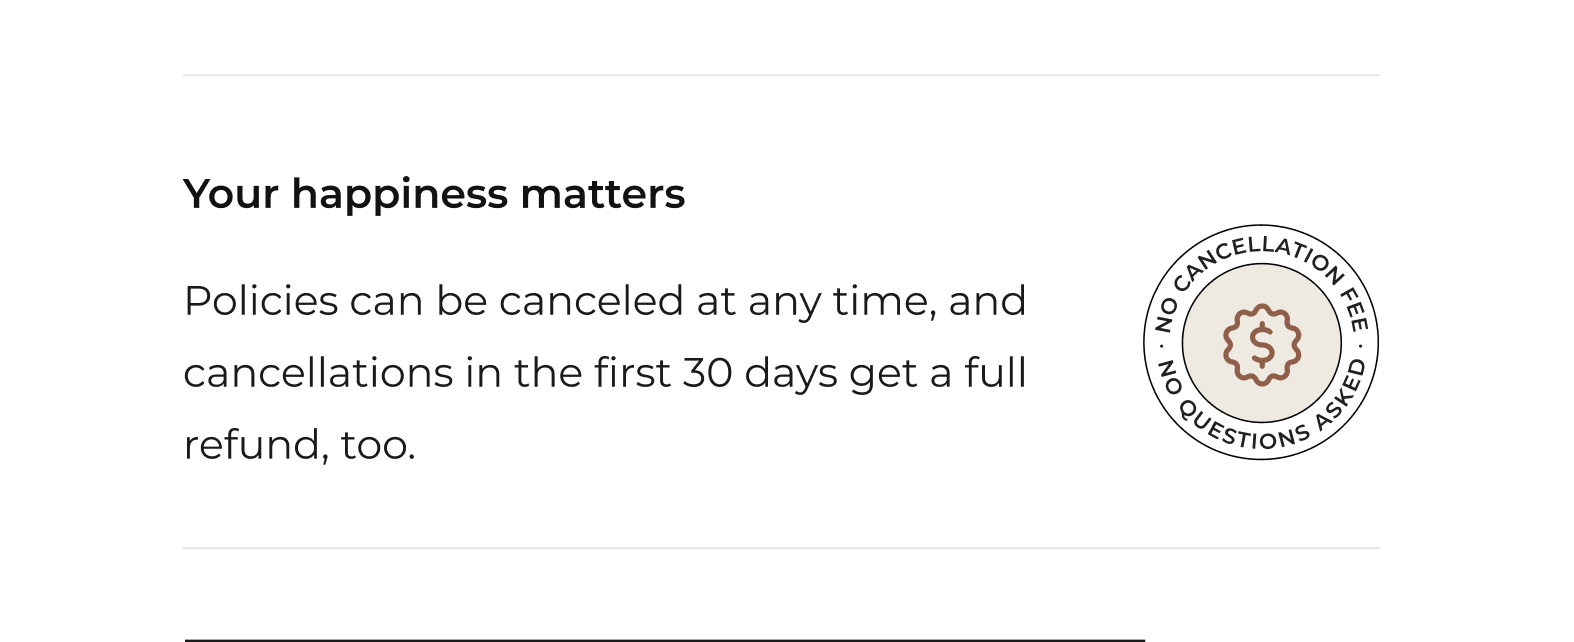 Your happiness matters
Policies can be canceled at any time, and
cancellations in the first 30 days get a full
refund, too.
· NO CANCELLATION FEE ·
NO QUESTIONS ASKED
$